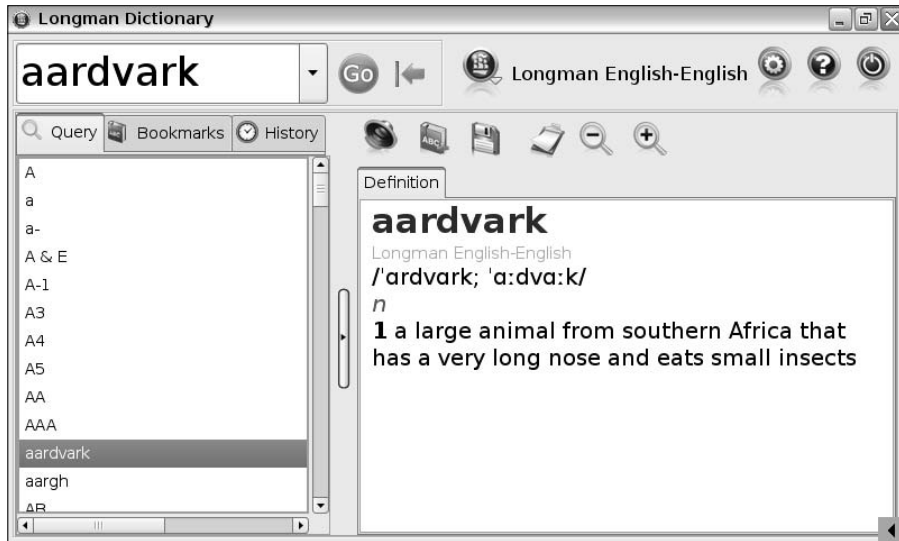 Longman Dictionary
aardvark
Go
Longman English-English
Query
Bookmarks
History
A
a
a-
A & E
A-1
A3
A4
A5
AA
AAA
aardvark
aargh
AB
Definition
aardvark
Longman English-English
/ˈɑrdvɑrk; ˈɑːdvɑːk/
n
1 a large animal from southern Africa that
has a very long nose and eats small insects